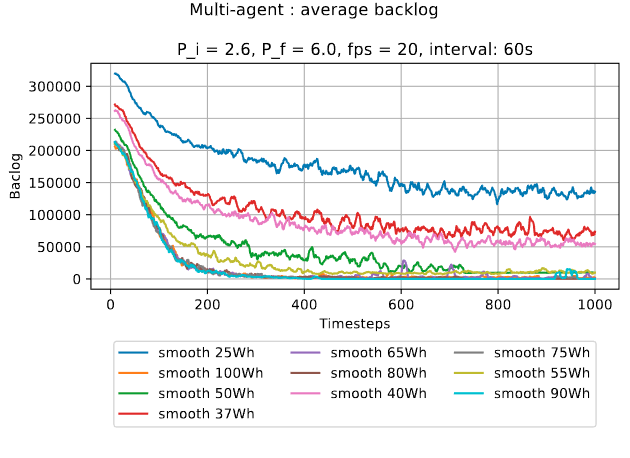 Multi-agent : average backlog
P_i = 2.6, P_f = 6.0, fps = 20, interval: 60s
300000
250000
200000
150000
100000
50000
0
Backlog
0 200 400 600 800 1000
Timesteps
smooth 25Wh smooth 65Wh smooth 75Wh
smooth 100Wh smooth 80Wh smooth 55Wh
smooth 50Wh smooth 40Wh smooth 90Wh
smooth 37Wh